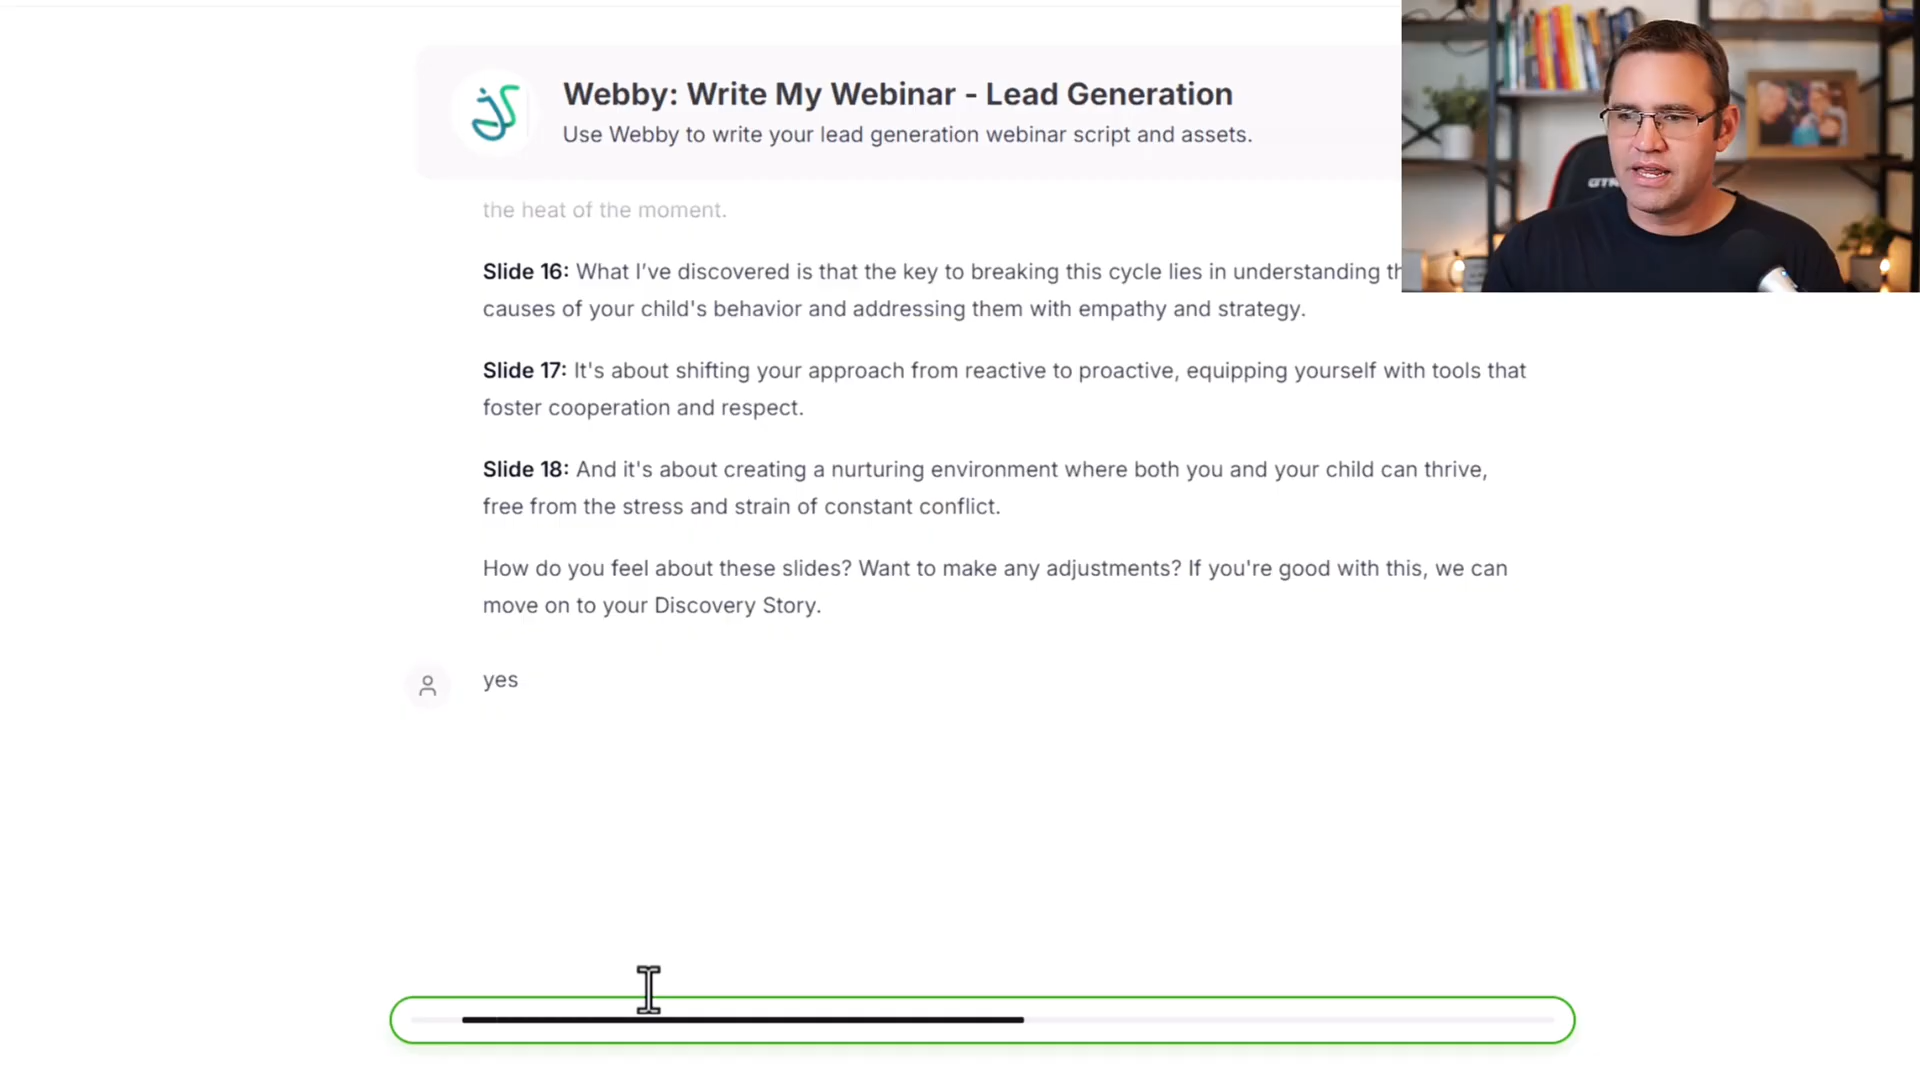 Webby: Write My Webinar - Lead Generation
Use Webby to write your lead generation webinar script and assets.
the heat of the moment.
Slide 16: What I've discovered is that the key to breaking this cycle lies in understanding
causes of your child's behavior and addressing them with empathy and strategy.
Slide 17: It's about shifting your approach from reactive to proactive, equipping yourself with tools that
foster cooperation and respect.
Slide 18: And it's about creating a nurturing environment where both you and your child can thrive,
free from the stress and strain of constant conflict.
How do you feel about these slides? Want to make any adjustments? If you're good with this, we can
move on to your Discovery Story.
yes